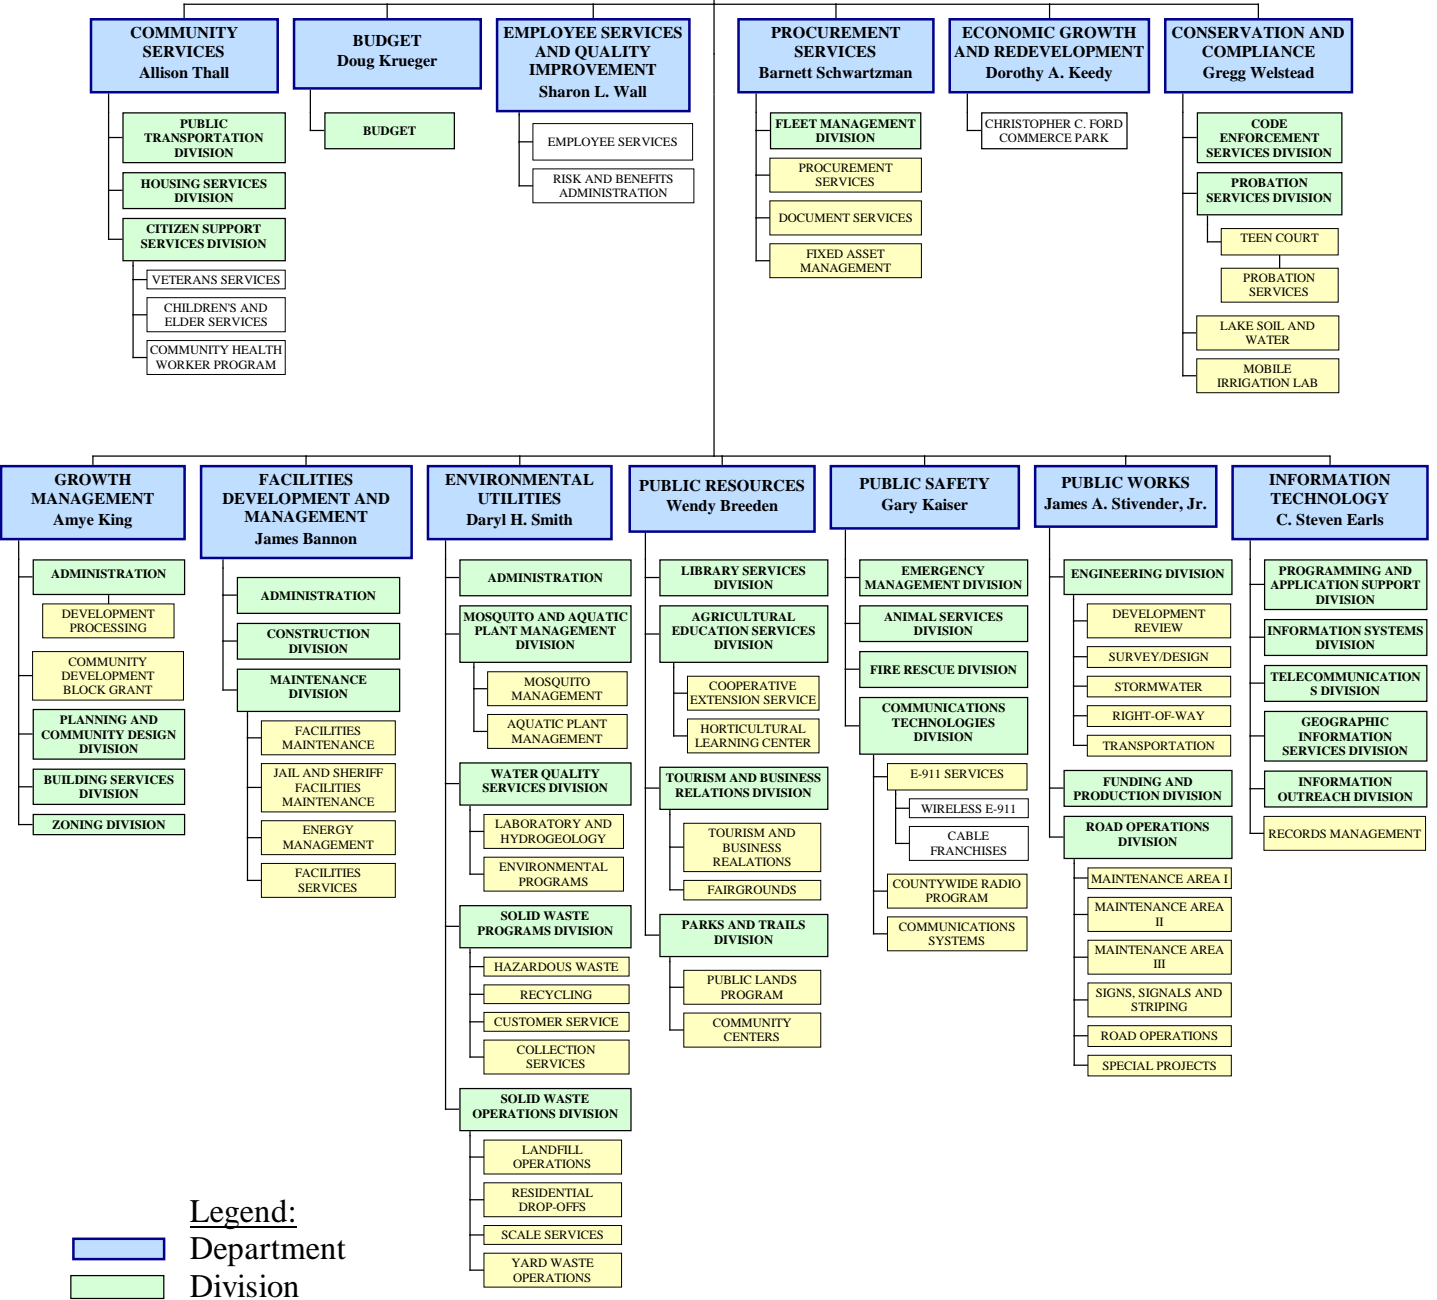 COMMUNITY
SERVICES
Allison Thall
PUBLIC
TRANSPORTATION
DIVISION
HOUSING SERVICES
DIVISION
CITIZEN SUPPORT
SERVICES DIVISION
VETERANS SERVICES
CHILDREN'S AND
ELDER SERVICES
COMMUNITY HEALTH
WORKER PROGRAM
BUDGET
Doug Krueger
BUDGET
EMPLOYEE SERVICES
AND QUALITY
IMPROVEMENT
Sharon L. Wall
EMPLOYEE SERVICES
RISK AND BENEFITS
ADMINISTRATION
PROCUREMENT
SERVICES
Barnett Schwartzman
FLEET MANAGEMENT
DIVISION
PROCUREMENT
SERVICES
DOCUMENT SERVICES
FIXED ASSET
MANAGEMENT
ECONOMIC GROWTH
AND REDEVELOPMENT
Dorothy A. Keedy
CHRISTOPHER C. FORD
COMMERCE PARK
CONSERVATION AND
COMPLIANCE
Gregg Welstead
CODE
ENFORCEMENT
SERVICES DIVISION
PROBATION
SERVICES DIVISION
TEEN COURT
PROBATION
SERVICES
LAKE SOIL AND
WATER
MOBILE
IRRIGATION LAB
GROWTH
MANAGEMENT
Amye King
ADMINISTRATION
DEVELOPMENT
PROCESSING
COMMUNITY
DEVELOPMENT
BLOCK GRANT
PLANNING AND
COMMUNITY DESIGN
DIVISION
BUILDING SERVICES
DIVISION
ZONING DIVISION
FACILITIES
DEVELOPMENT AND
MANAGEMENT
James Bannon
ADMINISTRATION
CONSTRUCTION
DIVISION
MAINTENANCE
DIVISION
FACILITIES
MAINTENANCE
JAIL AND SHERIFF
FACILITIES
MAINTENANCE
ENERGY
MANAGEMENT
FACILITIES
SERVICES
ENVIRONMENTAL
UTILITIES
Daryl H. Smith
ADMINISTRATION
MOSQUITO AND AQUATIC
PLANT MANAGEMENT
DIVISION
MOSQUITO
MANAGEMENT
AQUATIC PLANT
MANAGEMENT
WATER QUALITY
SERVICES DIVISION
LABORATORY AND
HYDROGEOLOGY
ENVIRONMENTAL
PROGRAMS
SOLID WASTE
PROGRAMS DIVISION
HAZARDOUS WASTE
RECYCLING
CUSTOMER SERVICE
COLLECTION
SERVICES
SOLID WASTE
OPERATIONS DIVISION
LANDFILL
OPERATIONS
RESIDENTIAL
DROP-OFFS
SCALE SERVICES
YARD WASTE
OPERATIONS
PUBLIC RESOURCES
Wendy Breeden
LIBRARY SERVICES
DIVISION
AGRICULTURAL
EDUCATION SERVICES
DIVISION
COOPERATIVE
EXTENSION SERVICE
HORTICULTURAL
LEARNING CENTER
TOURISM AND BUSINESS
RELATIONS DIVISION
TOURISM AND
BUSINESS
REALATIONS
FAIRGROUNDS
PARKS AND TRAILS
DIVISION
PUBLIC LANDS
PROGRAM
COMMUNITY
CENTERS
PUBLIC SAFETY
Gary Kaiser
EMERGENCY
MANAGEMENT DIVISION
ANIMAL SERVICES
DIVISION
FIRE RESCUE DIVISION
COMMUNICATIONS
TECHNOLOGIES
DIVISION
E-911 SERVICES
WIRELESS E-911
CABLE
FRANCHISES
COUNTYWIDE RADIO
PROGRAM
COMMUNICATIONS
SYSTEMS
PUBLIC WORKS
James A. Stivender, Jr.
ENGINEERING DIVISION
DEVELOPMENT
REVIEW
SURVEY/DESIGN
STORMWATER
RIGHT-OF-WAY
TRANSPORTATION
FUNDING AND
PRODUCTION DIVISION
ROAD OPERATIONS
DIVISION
MAINTENANCE AREA I
MAINTENANCE AREA
II
MAINTENANCE AREA
III
SIGNS, SIGNALS AND
STRIPING
ROAD OPERATIONS
SPECIAL PROJECTS
INFORMATION
TECHNOLOGY
C. Steven Earls
PROGRAMMING AND
APPLICATION SUPPORT
DIVISION
INFORMATION SYSTEMS
DIVISION
TELECOMMUNICATION
S DIVISION
GEOGRAPHIC
INFORMATION
SERVICES DIVISION
INFORMATION
OUTREACH DIVISION
RECORDS MANAGEMENT
Legend:
Department
Division